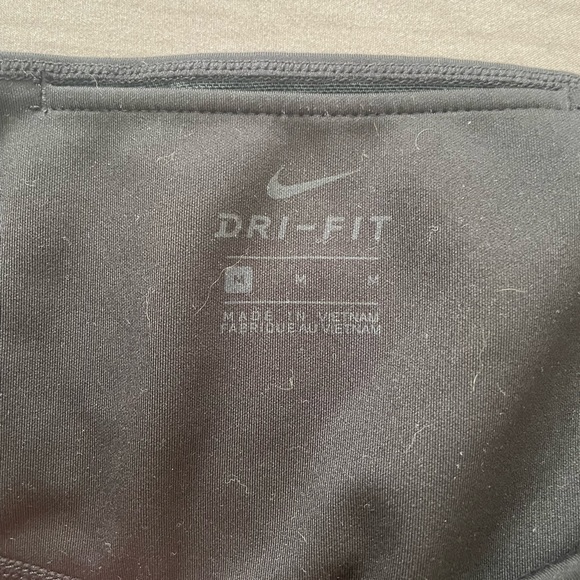 DRI-FIT
M M M
MADE IN VIETNAM
FABRIQUE AU VIETNAM